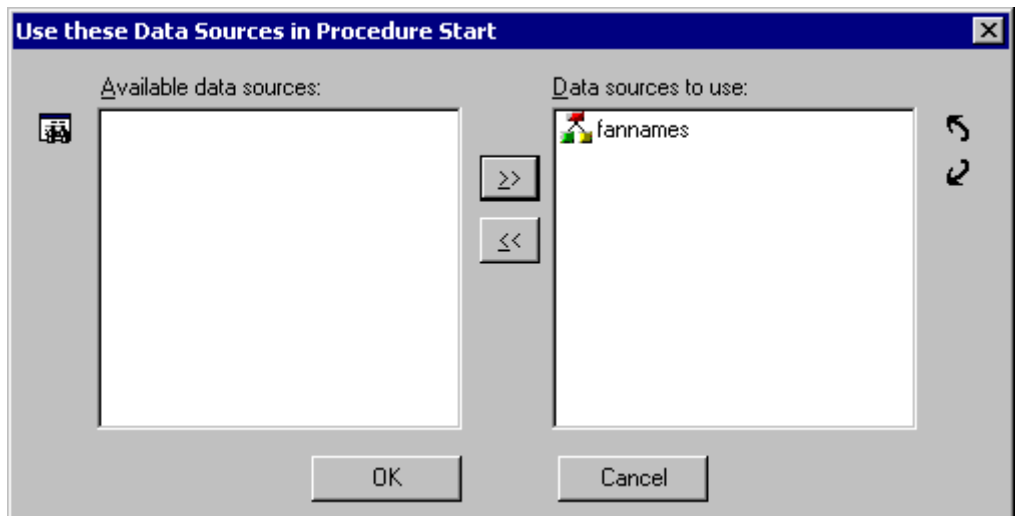 Use these Data Sources in Procedure Start
Available data sources:
Data sources to use:
fannames
>>
<<
OK
Cancel